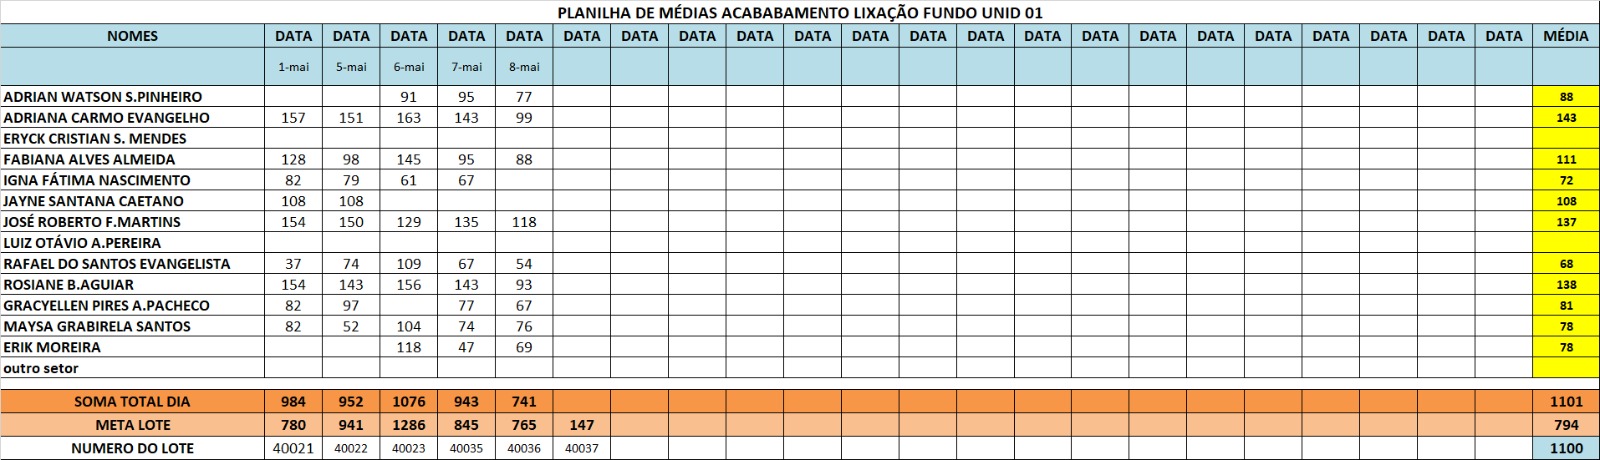 PLANILHA DE MÉDIAS ACABABAMENTO LIXAÇÃO FUNDO UNID 01
NOMES DATA DATA DATA DATA DATA DATA DATA DATA DATA DATA DATA DATA DATA DATA DATA DATA DATA DATA DATA DATA DATA DATA MÉDIA
1-mai 5-mai 6-mai 7-mai 8-mai
ADRIAN WATSON S.PINHEIRO 91 95 77 88
ADRIANA CARMO EVANGELHO 157 151 163 143 99 143
ERYCK CRISTIAN S. MENDES
FABIANA ALVES ALMEIDA 128 98 145 95 88 111
IGNA FÁTIMA NASCIMENTO 82 79 61 67 72
JAYNE SANTANA CAETANO 108 108 108
JOSÉ ROBERTO F.MARTINS 154 150 129 135 118 137
LUIZ OTÁVIO A.PEREIRA
RAFAEL DO SANTOS EVANGELISTA 37 74 109 67 54 68
ROSIANE B.AGUIAR 154 143 156 143 93 138
GRACYELLEN PIRES A.PACHECO 82 97 77 67 81
MAYSA GRABIRELA SANTOS 82 52 104 74 76 78
ERIK MOREIRA 118 47 69 78
outro setor
SOMA TOTAL DIA 984 952 1076 943 741 1101
META LOTE 780 941 1286 845 765 147 794
NUMERO DO LOTE 40021 40022 40023 40035 40036 40037 1100